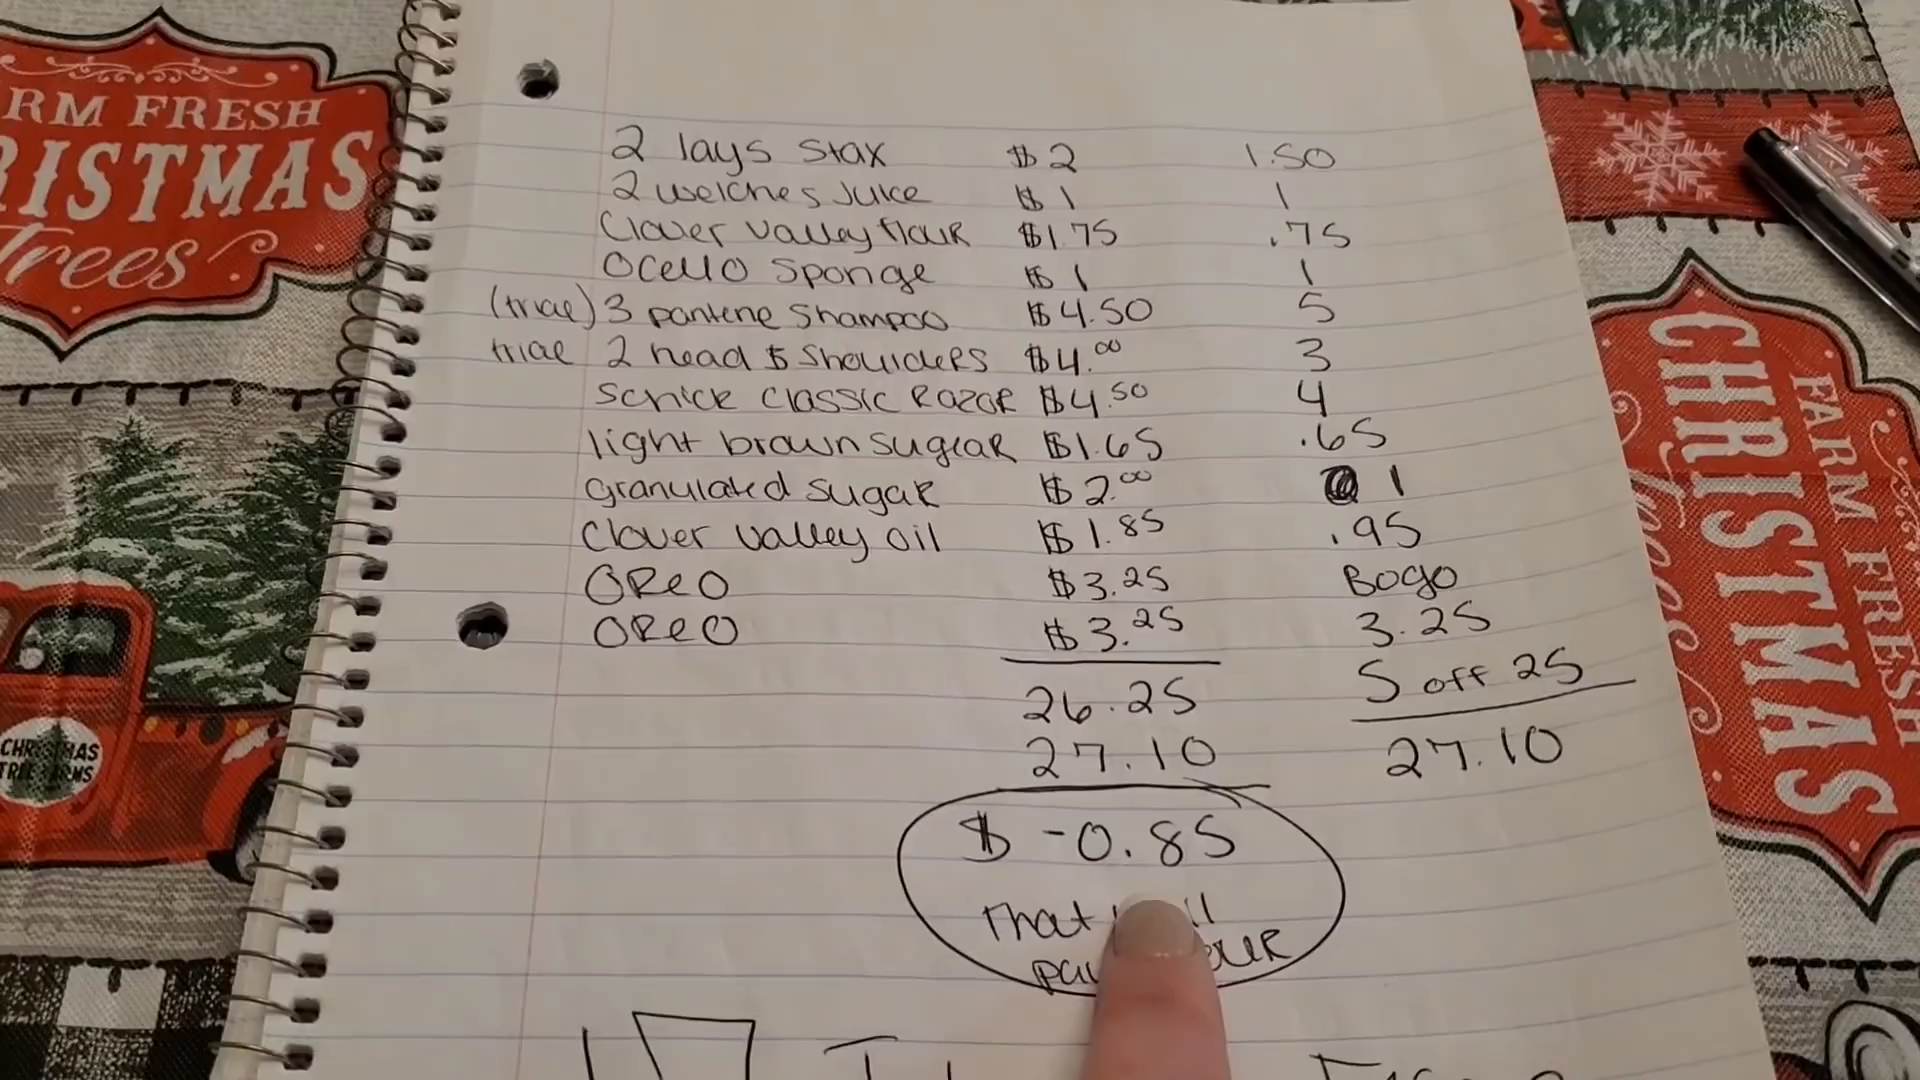 2 lays stax $2 1.50
2 welches juice $1 1
Clover valley flour $1.75 .75
Ocello sponge $1 1
(trial) 3 pantene shampoo $4.50 5
trial 2 head & shoulders $4.00 3
schick classic Razor $4.50 4
light brown sugear $1.65 .65
granulated sugar $2.00 1
Clover valley oil $1.85 .95
OREO $3.25 Bogo
OREO $3.25 3.25
5 off 25
26.25
27.10 27.10
$ -0.85
That
RM FRESH
RISTMAS
trees
CHRISTMAS
TREE FARMS
FARM FRESH
CHRISTMAS